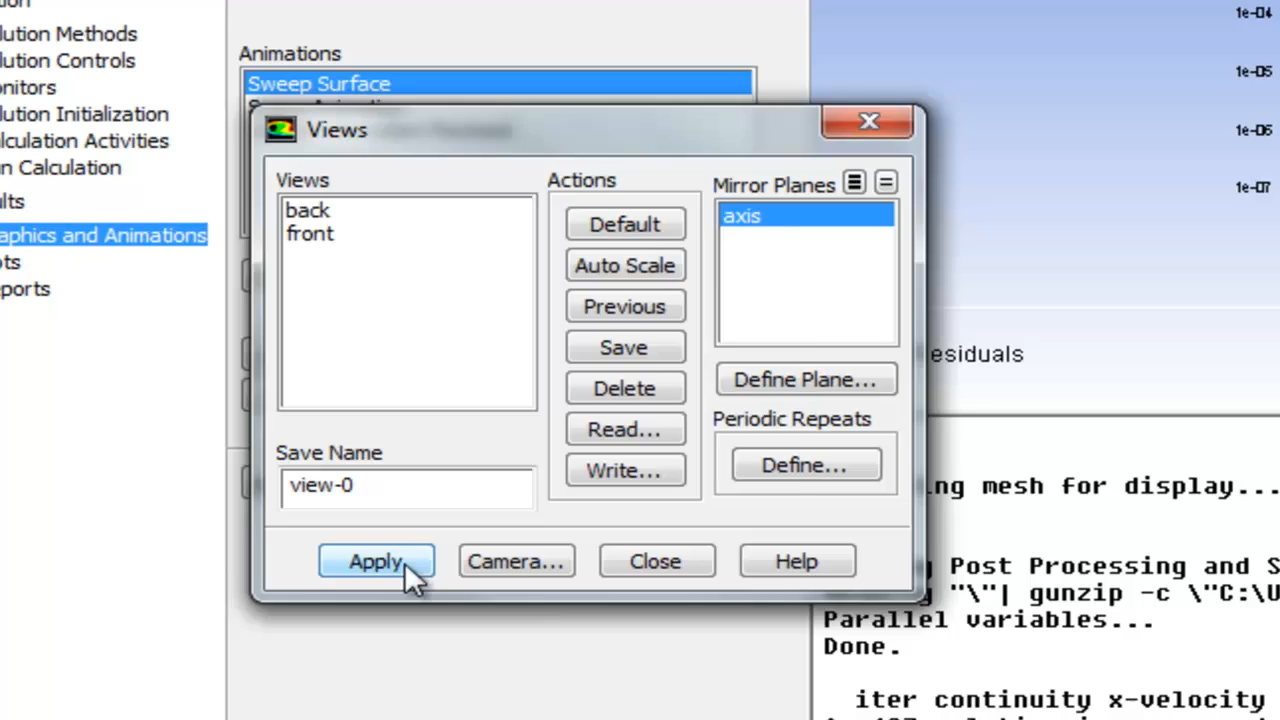 lution Methods
lution Controls
nitors
lution Initialization
lculation Activities
n Calculation
lts
aphics and Animations
ts
ports
Animations
Sweep Surface
Views
Views
back
front
Save Name
view-0
Actions
Default
Auto Scale
Previous
Save
Delete
Read...
Write...
Mirror Planes
axis
Define Plane...
Periodic Repeats
Define...
Apply
Camera...
Close
Help
1e-04
1e-05
1e-06
1e-07
esiduals
ng mesh for display...
Post Processing and S
"\"| gunzip -c \"C:\U
Parallel variables...
Done.
iter continuity x-velocity